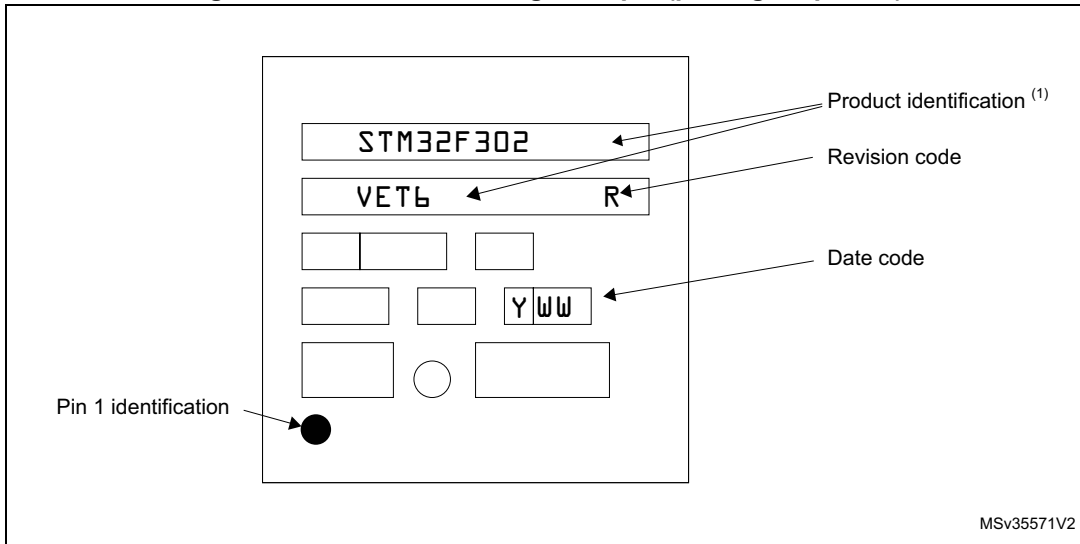 Product identification (1)
STM32F302
Revision code
VET6 R
Date code
Y WW
Pin 1 identification
MSv35571V2